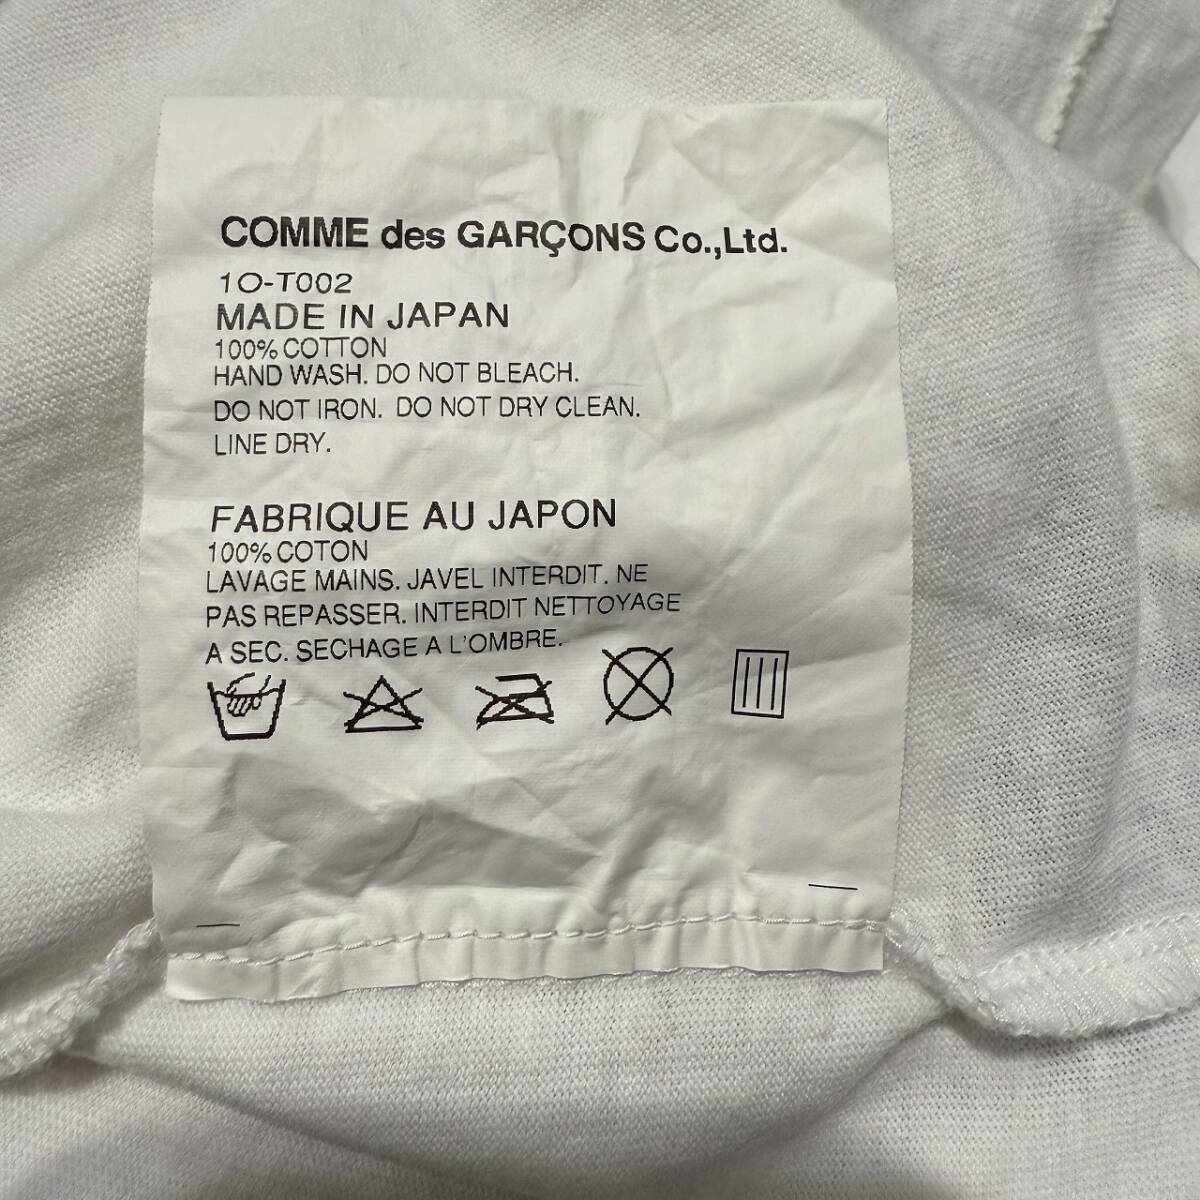 COMME des GARÇONS Co.,Ltd.
1O-T002
MADE IN JAPAN
100% COTTON
HAND WASH. DO NOT BLEACH.
DO NOT IRON. DO NOT DRY CLEAN.
LINE DRY.
FABRIQUE AU JAPON
100% COTON
LAVAGE MAINS. JAVEL INTERDIT. NE
PAS REPASSER. INTERDIT NETTOYAGE
A SEC. SECHAGE A L'OMBRE.